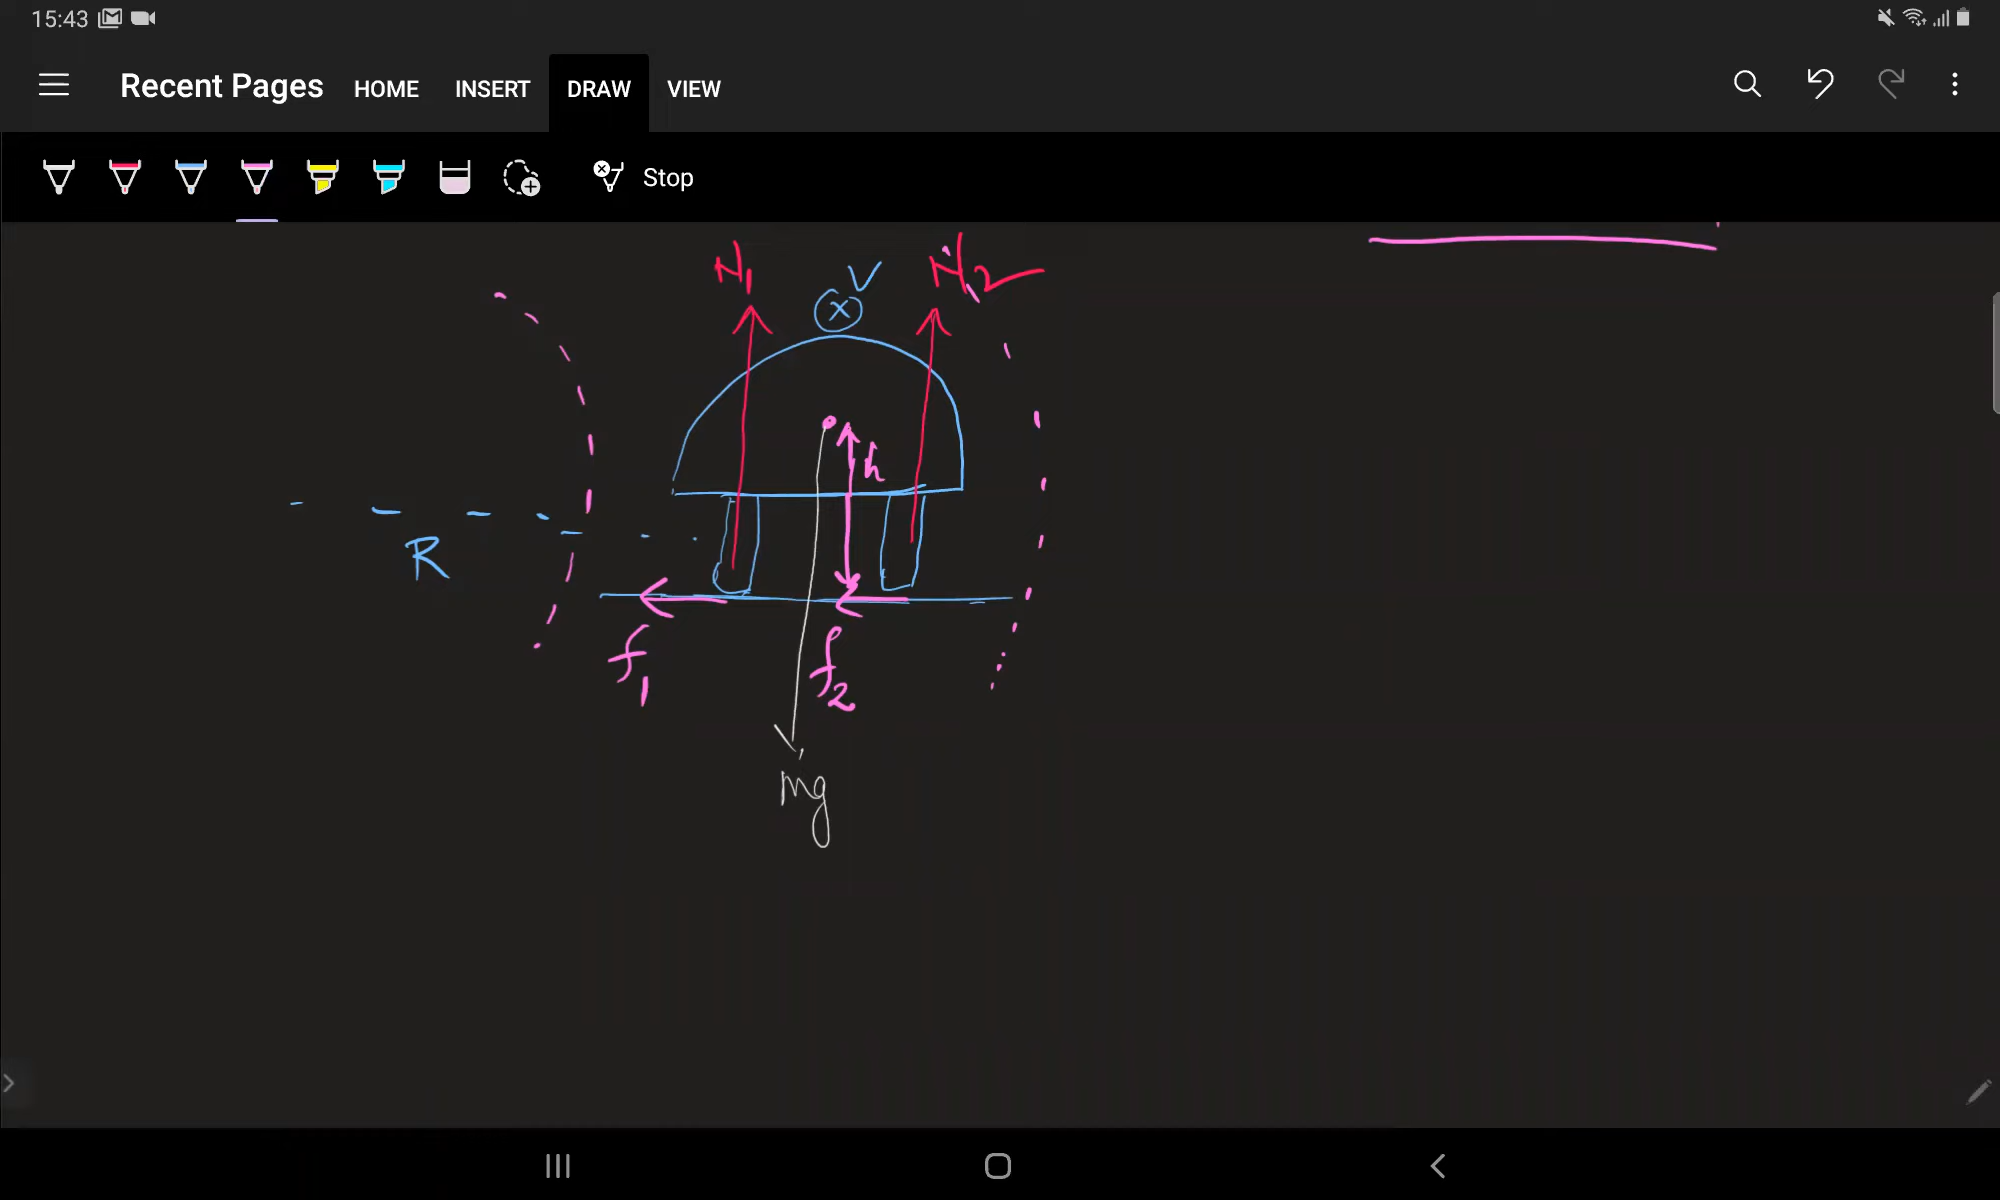 15:43
Recent Pages HOME INSERT DRAW VIEW
Stop
N1 V N2
h
R
f1 f2
mg